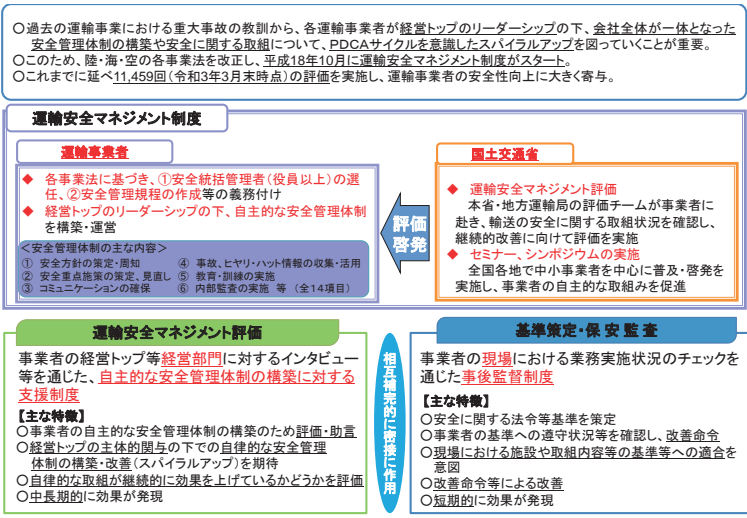 ○過去の運輸事業における重大事故の教訓から、各運輸事業者が経営トップのリーダーシップの下、会社全体が一体となった
安全管理体制の構築や安全に関する取組について、PDCAサイクルを意識したスパイラルアップを図っていくことが重要。
○このため、陸・海・空の各事業法を改正し、平成18年10月に運輸安全マネジメント制度がスタート。
○これまでに延べ11,459回(令和3年3月末時点)の評価を実施し、運輸事業者の安全性向上に大きく寄与。
運輸安全マネジメント制度
運輸事業者
◆ 各事業法に基づき、①安全統括管理者(役員以上)の選
任、②安全管理規程の作成等の義務付け
◆ 経営トップのリーダーシップの下、自主的な安全管理体制
を構築・運営
＜安全管理体制の主な内容＞
① 安全方針の策定・周知
② 安全重点施策の策定、見直し
③ コミュニケーションの確保
④ 事故、ヒヤリ・ハット情報の収集・活用
⑤ 教育・訓練の実施
⑥ 内部監査の実施 等 (全14項目)
評価
啓発
国土交通省
◆ 運輸安全マネジメント評価
本省・地方運輸局の評価チームが事業者に
赴き、輸送の安全に関する取組状況を確認し、
継続的改善に向けて評価を実施
◆ セミナー、シンポジウムの実施
全国各地で中小事業者を中心に普及・啓発を
実施し、事業者の自主的な取組みを促進
運輸安全マネジメント評価
事業者の経営トップ等経営部門に対するインタビュー
等を通じた、自主的な安全管理体制の構築に対する
支援制度
【主な特徴】
○事業者の自主的な安全管理体制の構築のため評価・助言
○経営トップの主体的関与の下での自律的な安全管理
体制の構築・改善(スパイラルアップ)を期待
○自律的な取組が継続的に効果を上げているかどうかを評価
○中長期的に効果が発現
相互補完的に密接に作用
基準策定・保安監査
事業者の現場における業務実施状況のチェックを
通じた事後監督制度
【主な特徴】
○安全に関する法令等基準を策定
○事業者の基準への遵守状況等を確認し、改善命令
○現場における施設や取組内容等の基準等への適合を
意図
○改善命令等による改善
○短期的に効果が発現